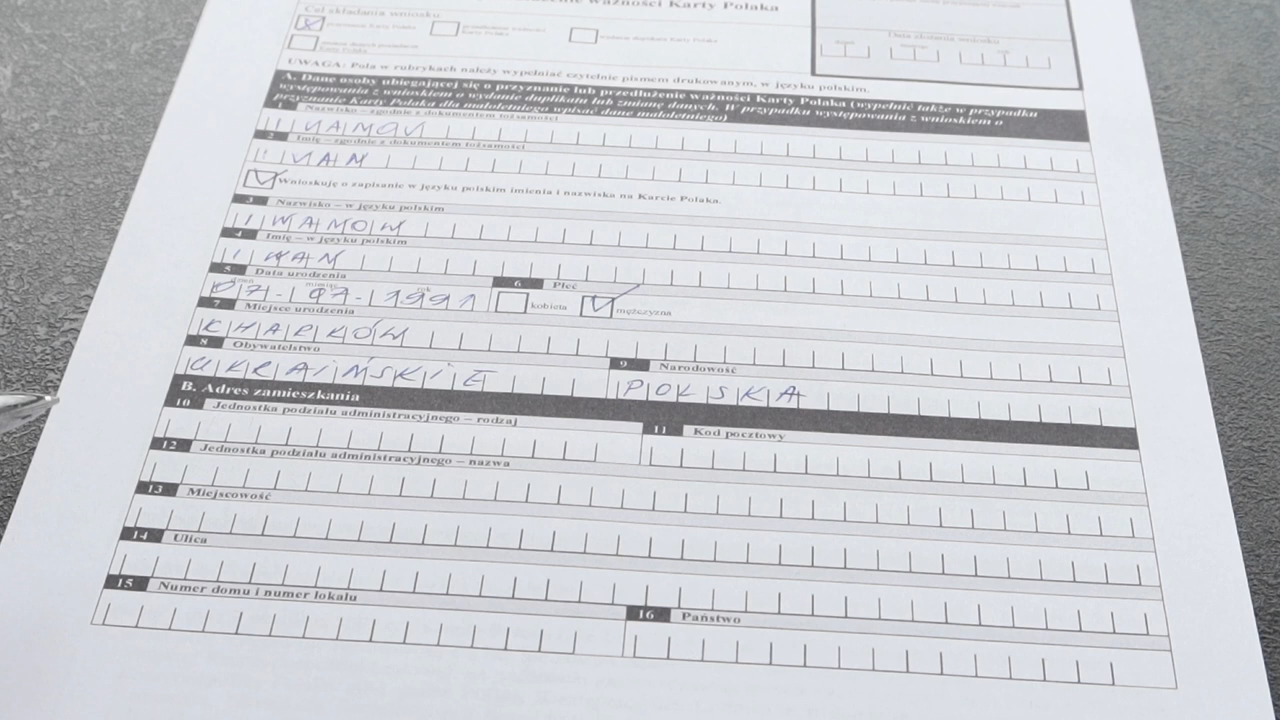 ważności Karty Polaka
Cel składania wniosku
przyznanie Karty Polaka
przedłużenie ważności Karty Polaka
wydanie duplikatu Karty Polaka
zmiana danych posiadacza Karty Polaka
Data złożenia wniosku
UWAGA: Pola w rubrykach należy wypełniać czytelnie pismem drukowanym, w języku polskim.
A. Dane osoby ubiegającej się o przyznanie lub przedłużenie ważności Karty Polaka (wypełnić także w przypadku
występowania z wnioskiem o wydanie duplikatu lub zmianę danych. W przypadku występowania z wnioskiem o
przyznanie Karty Polaka dla małoletniego wpisać dane małoletniego)
1 Nazwisko – zgodnie z dokumentem tożsamości
2 Imię – zgodnie z dokumentem tożsamości
Wnioskuję o zapisanie w języku polskim imienia i nazwiska na Karcie Polaka.
3 Nazwisko – w języku polskim
IWANOW
4 Imię – w języku polskim
IWAN
5 Data urodzenia 6 Płeć
dzień miesiąc rok
07-07-1991 kobieta mężczyzna
7 Miejsce urodzenia
CHARKÓW
8 Obywatelstwo 9 Narodowość
UKRAIŃSKIE POLSKA
B. Adres zamieszkania
10 Jednostka podziału administracyjnego – rodzaj 11 Kod pocztowy
12 Jednostka podziału administracyjnego – nazwa
13 Miejscowość
14 Ulica
15 Numer domu i numer lokalu 16 Państwo